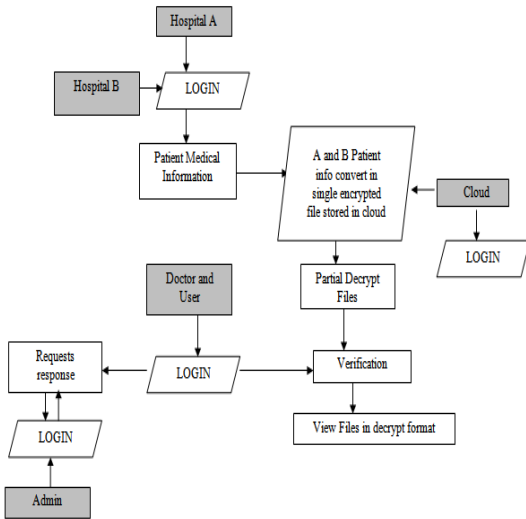 Hospital A
Hospital B
LOGIN
Patient Medical
Information
A and B Patient
info convert in
single encrypted
file stored in cloud
Cloud
LOGIN
Doctor and
User
Partial Decrypt
Files
Requests
response
LOGIN
Verification
LOGIN
View Files in decrypt format
Admin